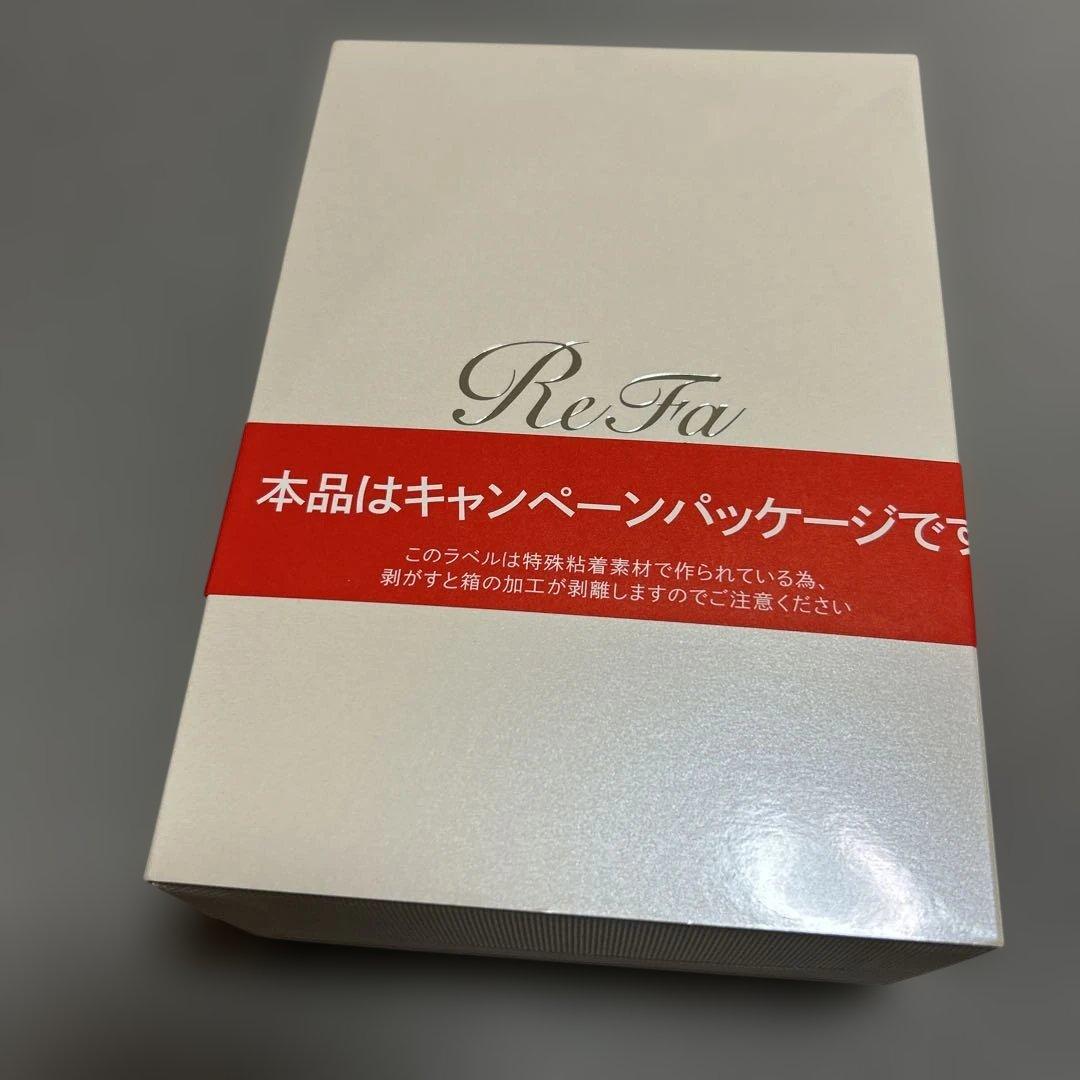 ReFa
本品はキャンペーンパッケージです
このラベルは特殊粘着素材で作られている為、
剥がすと箱の加工が剥離しますのでご注意ください